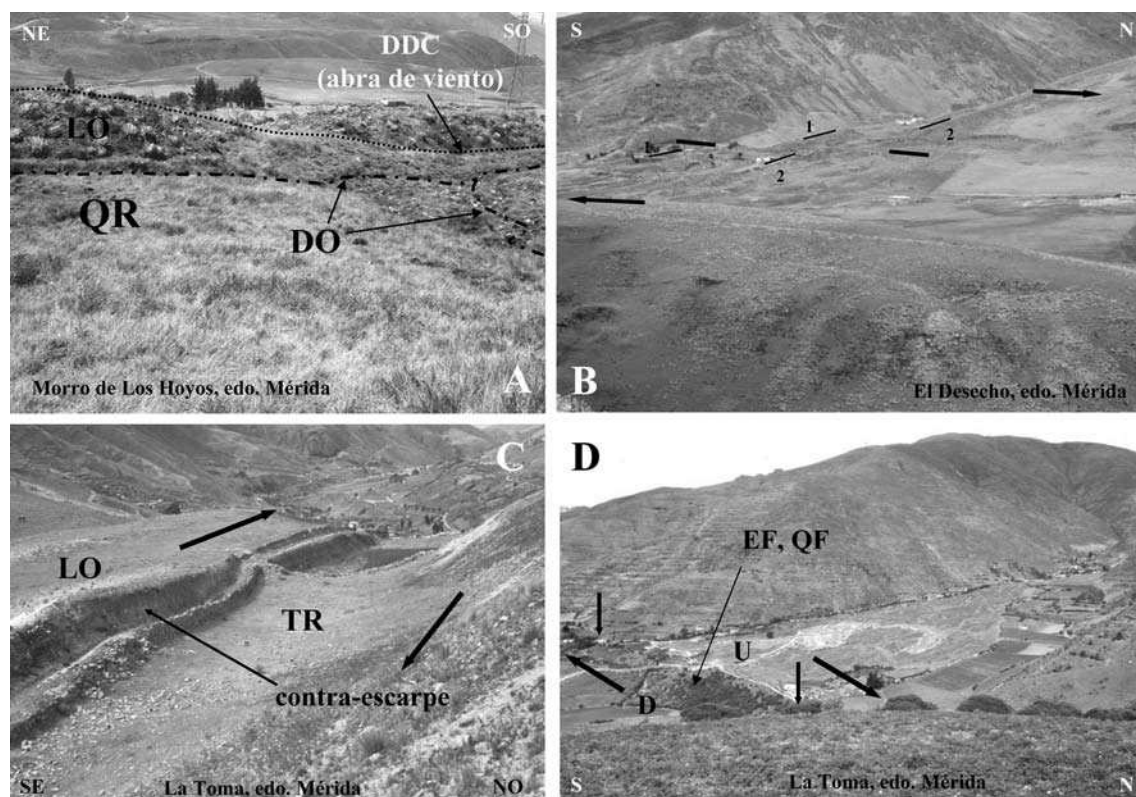 NE
SO
DDC
(abra de viento)
LO
QR
DO
A
Morro de Los Hoyos, edo. Mérida
S
N
1
1
2
2
B
El Desecho, edo. Mérida
C
LO
TR
contra-escarpe
SE
La Toma, edo. Mérida
NO
D
EF, QF
U
D
S
La Toma, edo. Mérida
N